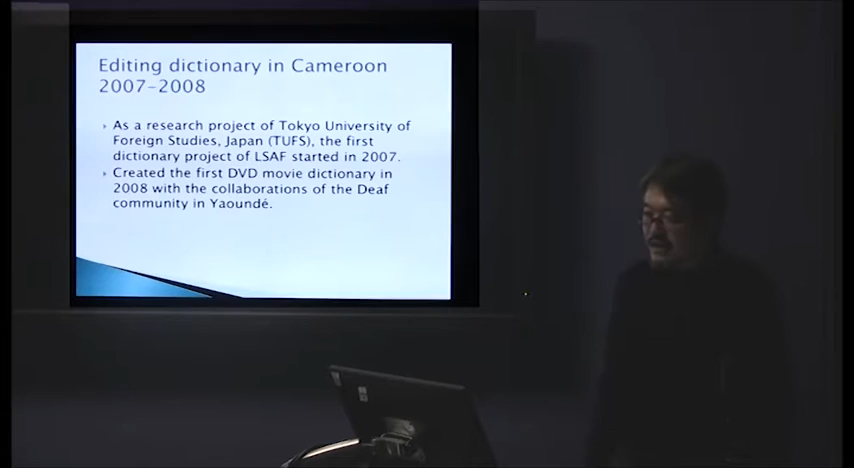 Editing dictionary in Cameroon
2007-2008
As a research project of Tokyo University of
Foreign Studies, Japan (TUFS), the first
dictionary project of LSAF started in 2007.
Created the first DVD movie dictionary in
2008 with the collaborations of the Deaf
community in Yaoundé.